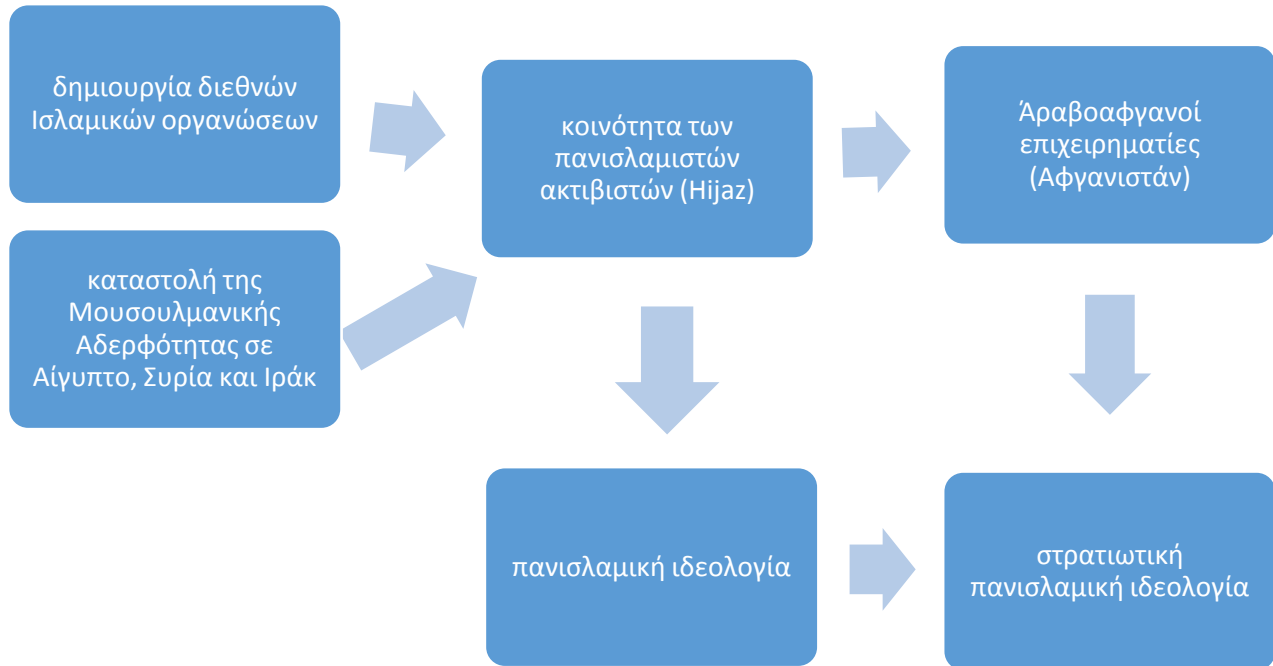 δημιουργία διεθνών
Ισλαμικών οργανώσεων
κοινότητα των
πανισλαμιστών
ακτιβιστών (Hijaz)
Άραβοαφγανοί
επιχειρηματίες
(Αφγανιστάν)
καταστολή της
Μουσουλμανικής
Αδερφότητας σε
Αίγυπτο, Συρία και Ιράκ
πανισλαμική ιδεολογία
στρατιωτική
πανισλαμική ιδεολογία